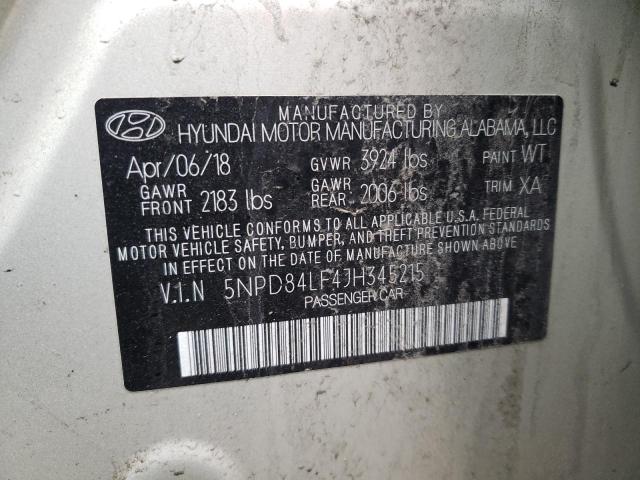 MANUFACTURED BY
HYUNDAI MOTOR MANUFACTURING ALABAMA, LLC
Apr/06/18 GVWR 3924 lbs PAINT WT
GAWR FRONT 2183 lbs GAWR REAR 2006 lbs TRIM XA
THIS VEHICLE CONFORMS TO ALL APPLICABLE U.S.A. FEDERAL
MOTOR VEHICLE SAFETY, BUMPER, AND THEFT PREVENTION STANDARDS
IN EFFECT ON THE DATE OF MANUFACTURE SHOWN ABOVE
V.I.N 5NPD84LF4JH345215
PASSENGER CAR